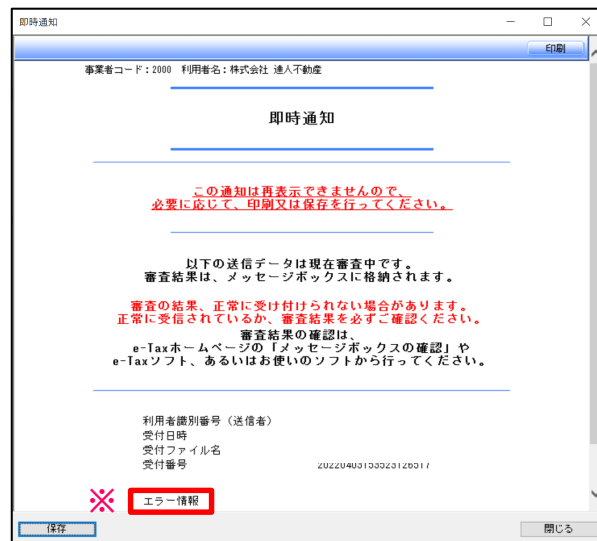 即時通知
印刷
事業者コード：2000 利用者名：株式会社 達人不動産
即時通知
この通知は再表示できませんので、
必要に応じて、印刷又は保存を行ってください。
以下の送信データは現在審査中です。
審査結果は、メッセージボックスに格納されます。
審査の結果、正常に受け付けられない場合があります。
正常に受信されているか、審査結果を必ずご確認ください。
審査結果の確認は、
e-Taxホームページの「メッセージボックスの確認」や
e-Taxソフト、あるいはお使いのソフトから行ってください。
利用者識別番号（送信者）
受付日時
受付ファイル名
受付番号 20220403153523126517
※ エラー情報
保存 閉じる